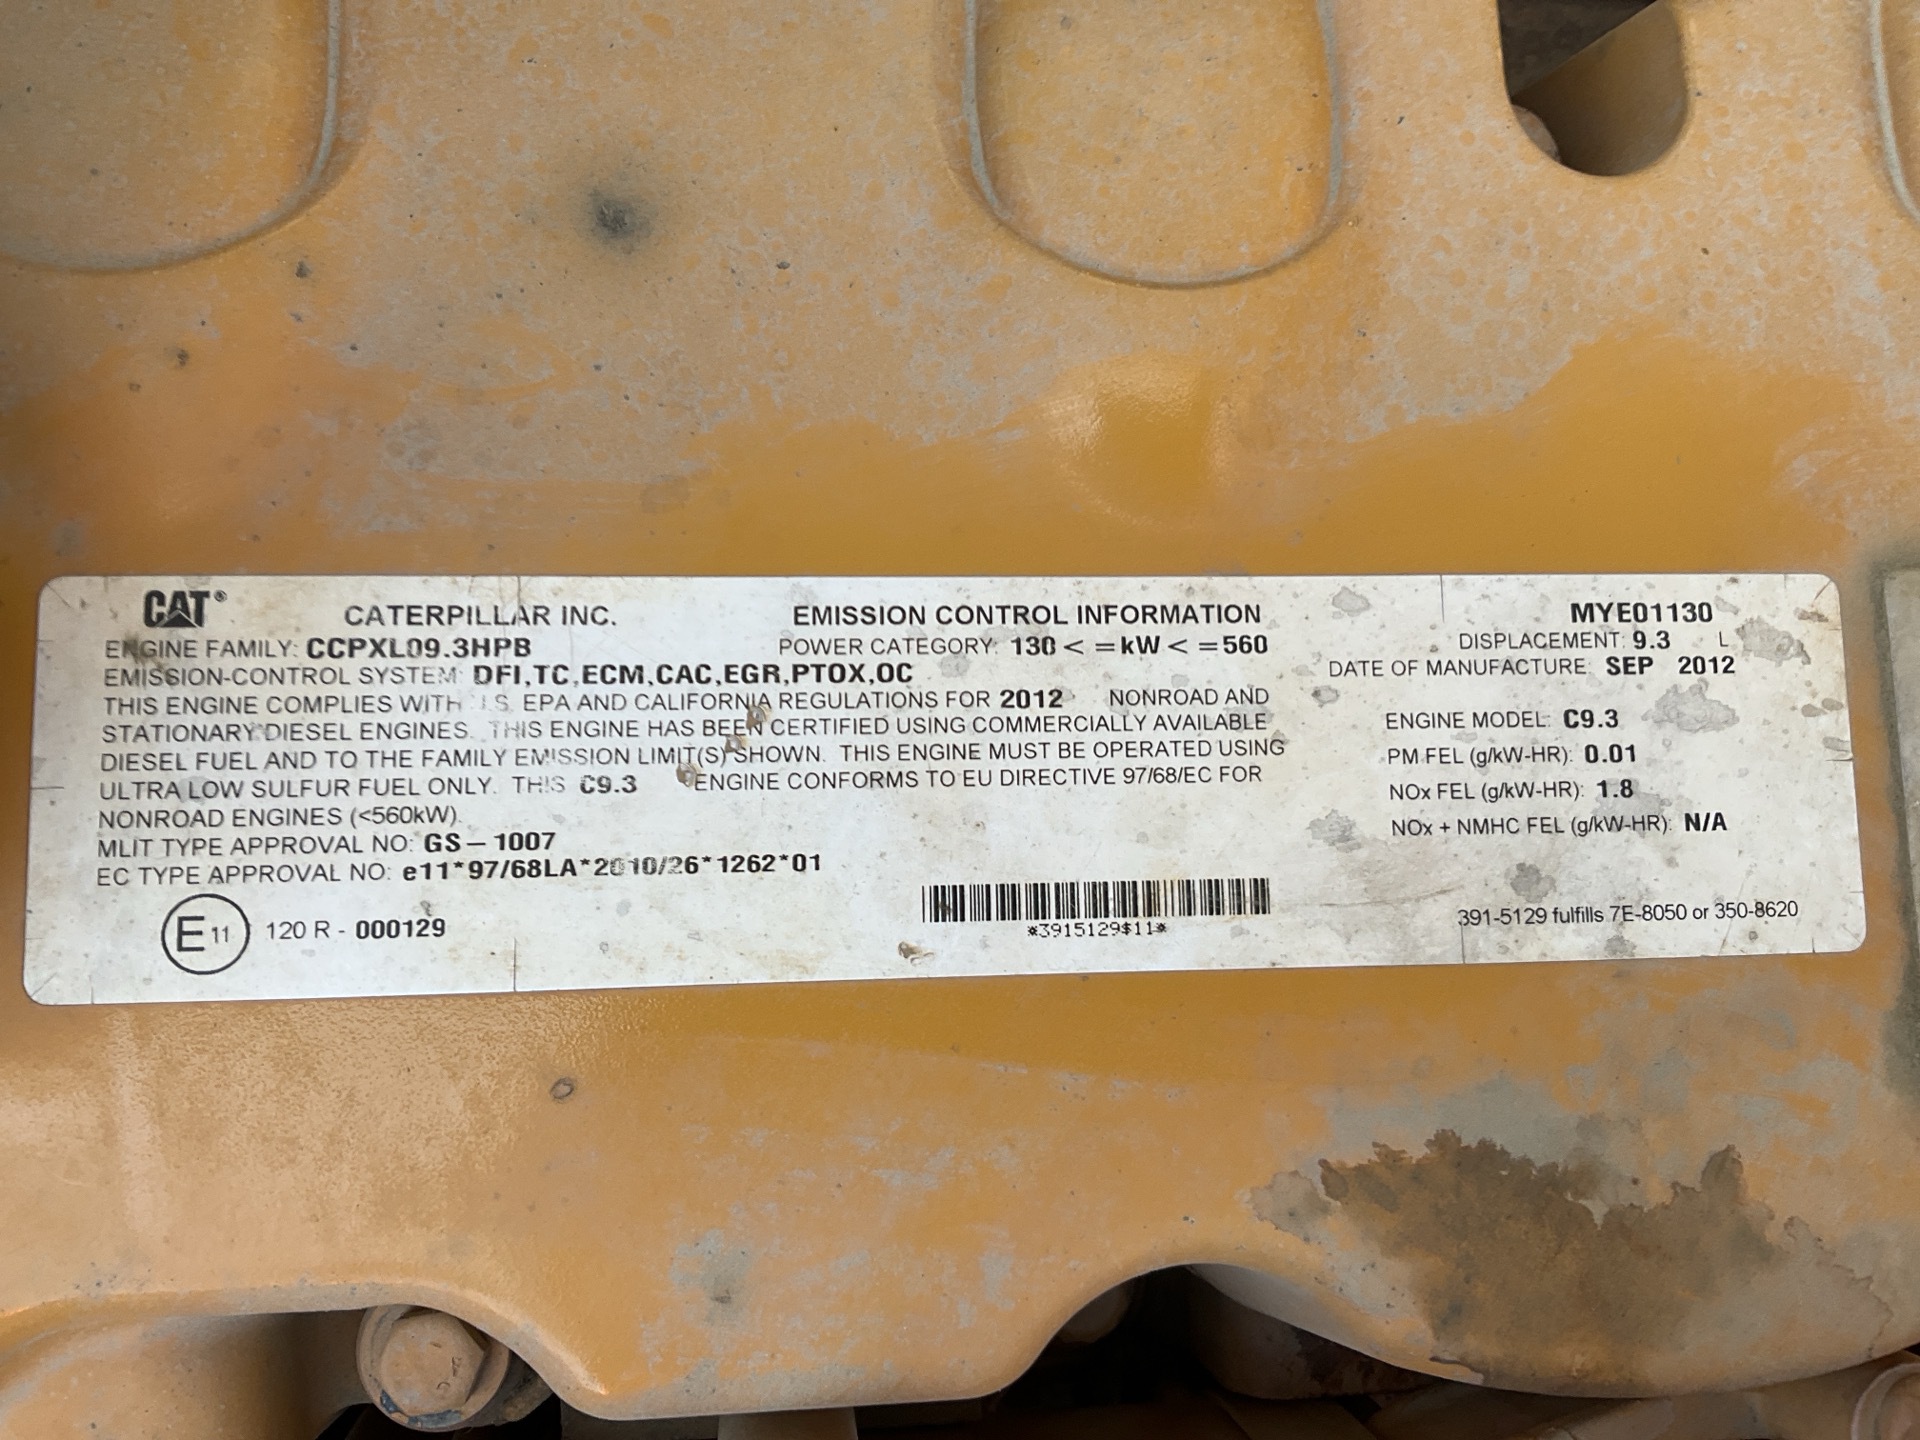 CAT® CATERPILLAR INC. EMISSION CONTROL INFORMATION MYE01130
ENGINE FAMILY: CCPXL09.3HPB POWER CATEGORY: 130 < =kW < =560 DISPLACEMENT: 9.3 L
EMISSION-CONTROL SYSTEM: DFI,TC,ECM,CAC,EGR,PTOX,OC DATE OF MANUFACTURE: SEP 2012
THIS ENGINE COMPLIES WITH U.S. EPA AND CALIFORNIA REGULATIONS FOR 2012 NONROAD AND
STATIONARY DIESEL ENGINES. THIS ENGINE HAS BEEN CERTIFIED USING COMMERCIALLY AVAILABLE
DIESEL FUEL AND TO THE FAMILY EMISSION LIMIT(S) SHOWN. THIS ENGINE MUST BE OPERATED USING
ULTRA LOW SULFUR FUEL ONLY. THIS C9.3 ENGINE CONFORMS TO EU DIRECTIVE 97/68/EC FOR
NONROAD ENGINES (<560kW).
MLIT TYPE APPROVAL NO: GS-1007
EC TYPE APPROVAL NO: e11*97/68LA*2010/26*1262*01
E 11 120 R - 000129
*3915129$11*
ENGINE MODEL: C9.3
PM FEL (g/kW-HR): 0.01
NOx FEL (g/kW-HR): 1.8
NOx + NMHC FEL (g/kW-HR): N/A
391-5129 fulfills 7E-8050 or 350-8620